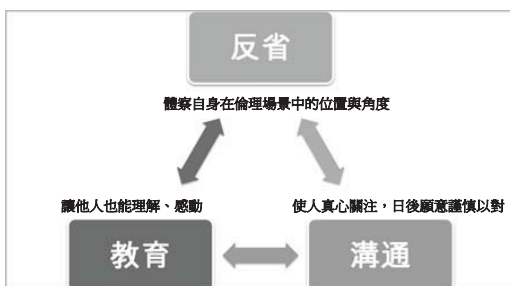 反省
體察自身在倫理場景中的位置與角度
讓他人也能理解、感動
使人真心關注，日後願意謹慎以對
教育
溝通